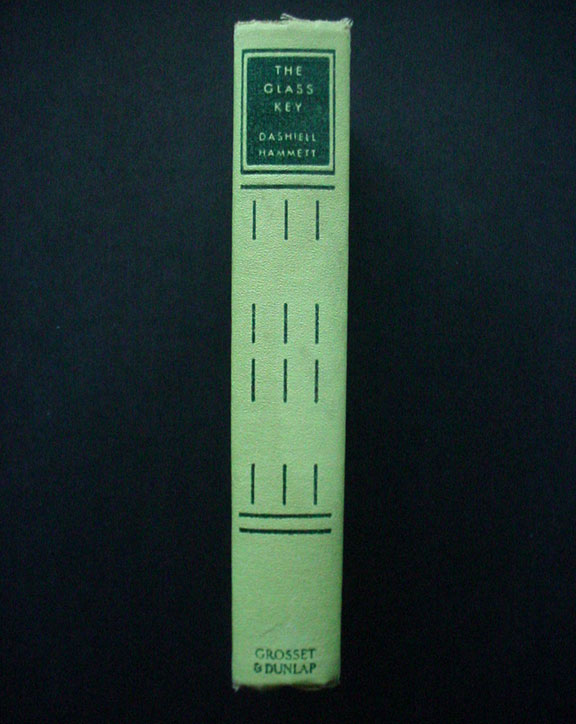 THE
GLASS
KEY
DASHIELL
HAMMETT
GROSSET
& DUNLAP